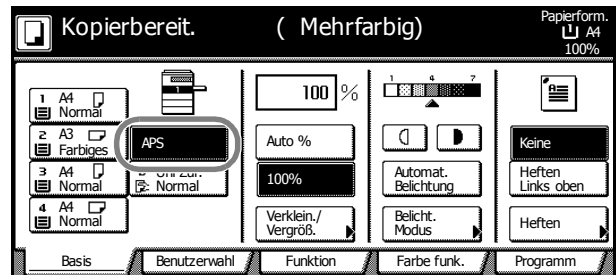 Kopierbereit. ( Mehrfarbig)
Papierform.
1 A4
100%
1 A4
Normal
2 A3
Farbiges
3 A4
Normal
4 A4
Normal
1
APS
Normal
100 %
Auto %
100%
Verklein./
Vergröß.
1 4 7
Automat.
Belichtung
Belicht.
Modus
Keine
Heften
Links oben
Heften
Basis
Benutzerwahl
Funktion
Farbe funk.
Programm